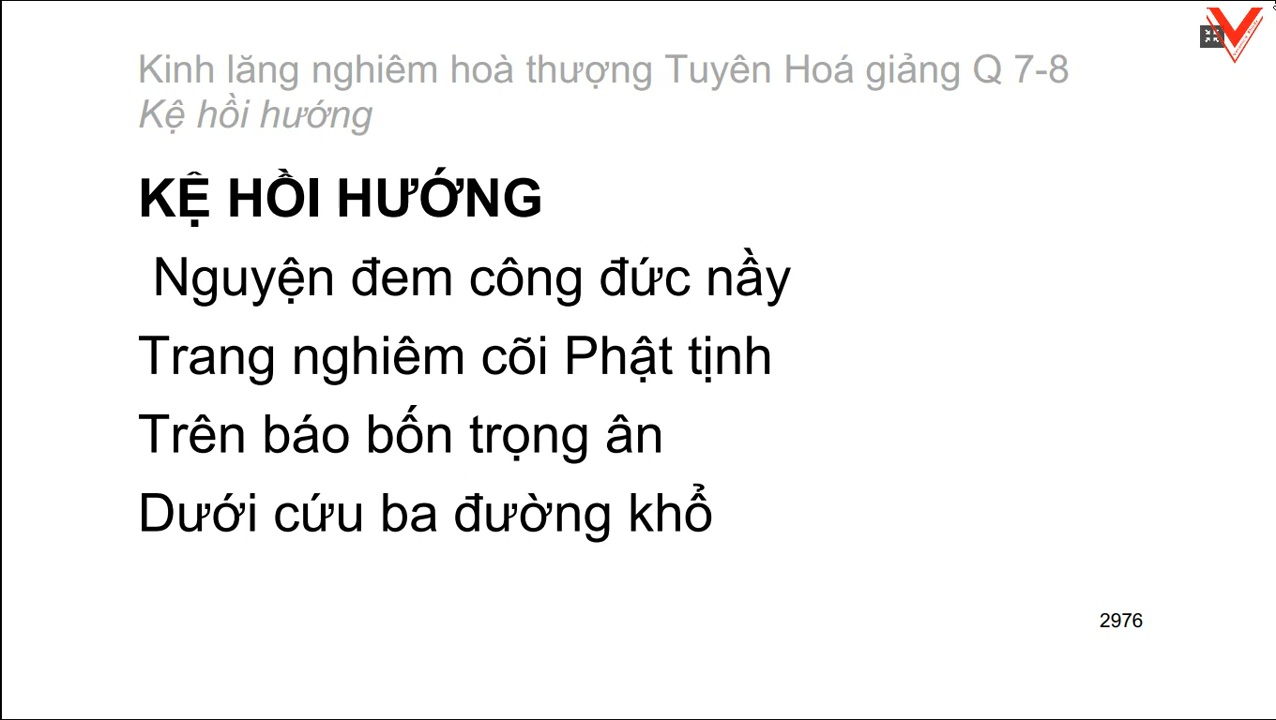 Kinh lăng nghiêm hoà thượng Tuyên Hoá giảng Q 7-8
Kệ hồi hướng
KỆ HỒI HƯỚNG
Nguyện đem công đức nầy
Trang nghiêm cõi Phật tịnh
Trên báo bốn trọng ân
Dưới cứu ba đường khổ
2976